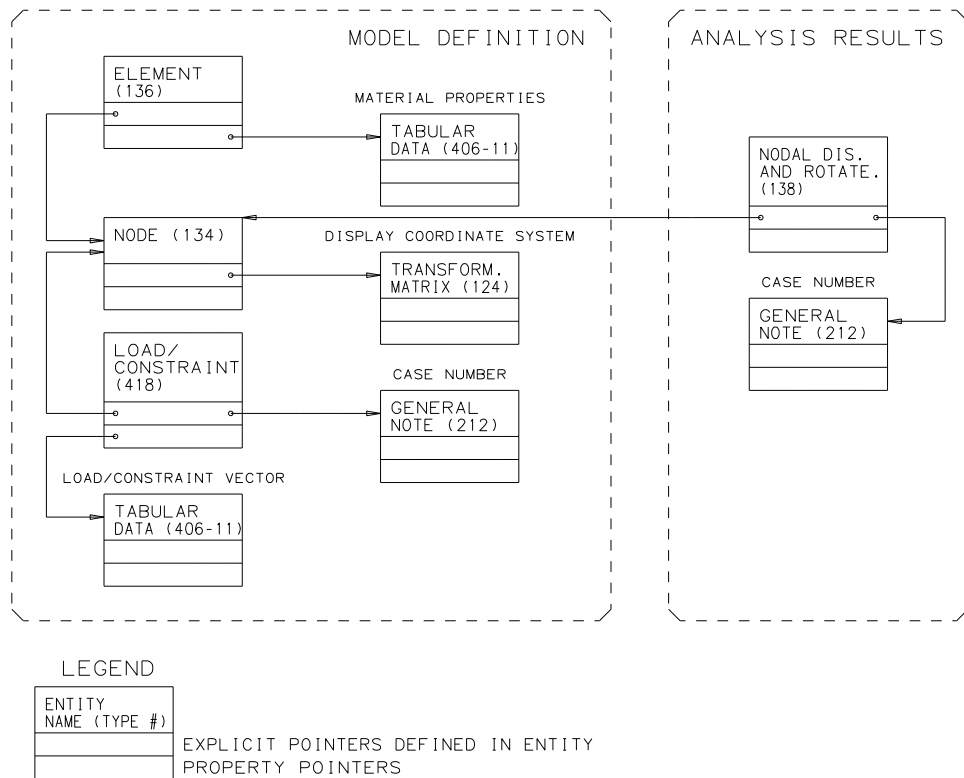 MODEL DEFINITION
ELEMENT
(136)
MATERIAL PROPERTIES
TABULAR
DATA (406-11)
NODE (134)
DISPLAY COORDINATE SYSTEM
TRANSFORM.
MATRIX (124)
LOAD/
CONSTRAINT
(418)
CASE NUMBER
GENERAL
NOTE (212)
LOAD/CONSTRAINT VECTOR
TABULAR
DATA (406-11)
ANALYSIS RESULTS
NODAL DIS.
AND ROTATE.
(138)
CASE NUMBER
GENERAL
NOTE (212)
LEGEND
ENTITY
NAME (TYPE #)
EXPLICIT POINTERS DEFINED IN ENTITY
PROPERTY POINTERS